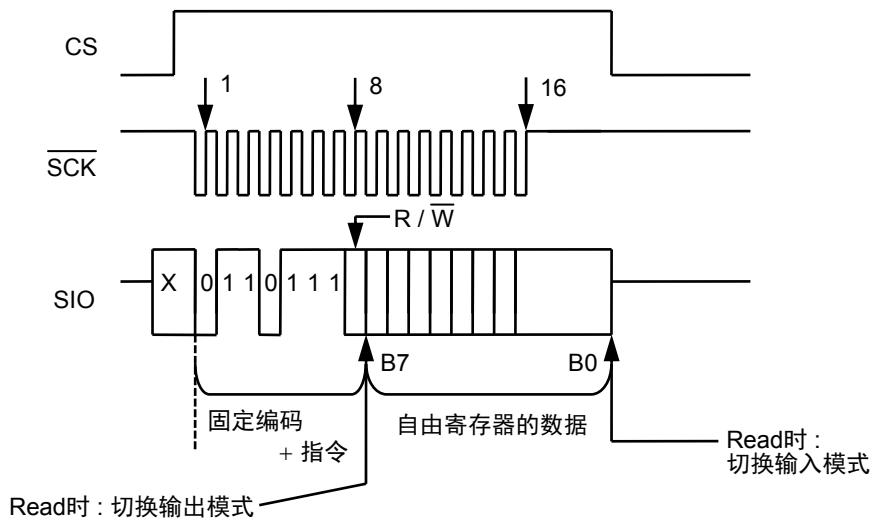 CS
1 8 16
SCK
R / W
SIO X 0 1 1 0 1 1 1
B7 B0
固定编码
+ 指令
自由寄存器的数据
Read时 :
切换输入模式
Read时 : 切换输出模式